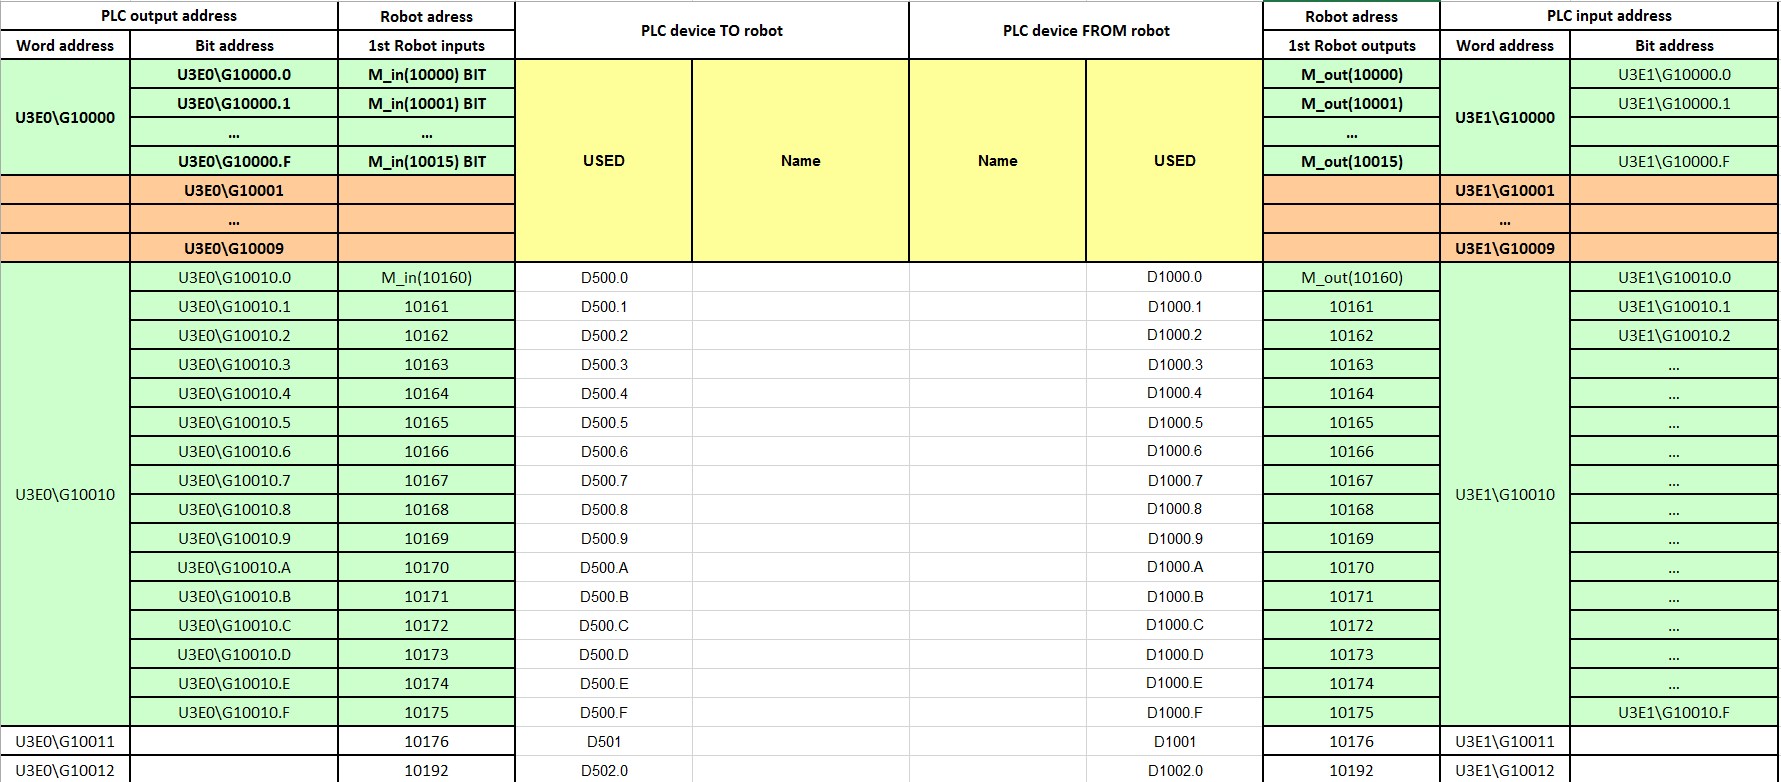 PLC output address Robot adress PLC device TO robot PLC device FROM robot Robot adress PLC input address
Word address Bit address 1st Robot inputs 1st Robot outputs Word address Bit address
U3E0\G10000 U3E0\G10000.0 M_in(10000) BIT USED Name Name USED M_out(10000) U3E1\G10000 U3E1\G10000.0
U3E0\G10000.1 M_in(10001) BIT M_out(10001) U3E1\G10000.1
... ... ...
U3E0\G10000.F M_in(10015) BIT M_out(10015) U3E1\G10000.F
U3E0\G10001 U3E1\G10001
... ...
U3E0\G10009 U3E1\G10009
U3E0\G10010 U3E0\G10010.0 M_in(10160) D500.0 D1000.0 M_out(10160) U3E1\G10010 U3E1\G10010.0
U3E0\G10010.1 10161 D500.1 D1000.1 10161 U3E1\G10010.1
U3E0\G10010.2 10162 D500.2 D1000.2 10162 U3E1\G10010.2
U3E0\G10010.3 10163 D500.3 D1000.3 10163 ...
U3E0\G10010.4 10164 D500.4 D1000.4 10164 ...
U3E0\G10010.5 10165 D500.5 D1000.5 10165 ...
U3E0\G10010.6 10166 D500.6 D1000.6 10166 ...
U3E0\G10010.7 10167 D500.7 D1000.7 10167 ...
U3E0\G10010.8 10168 D500.8 D1000.8 10168 ...
U3E0\G10010.9 10169 D500.9 D1000.9 10169 ...
U3E0\G10010.A 10170 D500.A D1000.A 10170 ...
U3E0\G10010.B 10171 D500.B D1000.B 10171 ...
U3E0\G10010.C 10172 D500.C D1000.C 10172 ...
U3E0\G10010.D 10173 D500.D D1000.D 10173 ...
U3E0\G10010.E 10174 D500.E D1000.E 10174 ...
U3E0\G10010.F 10175 D500.F D1000.F 10175 U3E1\G10010.F
U3E0\G10011 10176 D501 D1001 10176 U3E1\G10011
U3E0\G10012 10192 D502.0 D1002.0 10192 U3E1\G10012